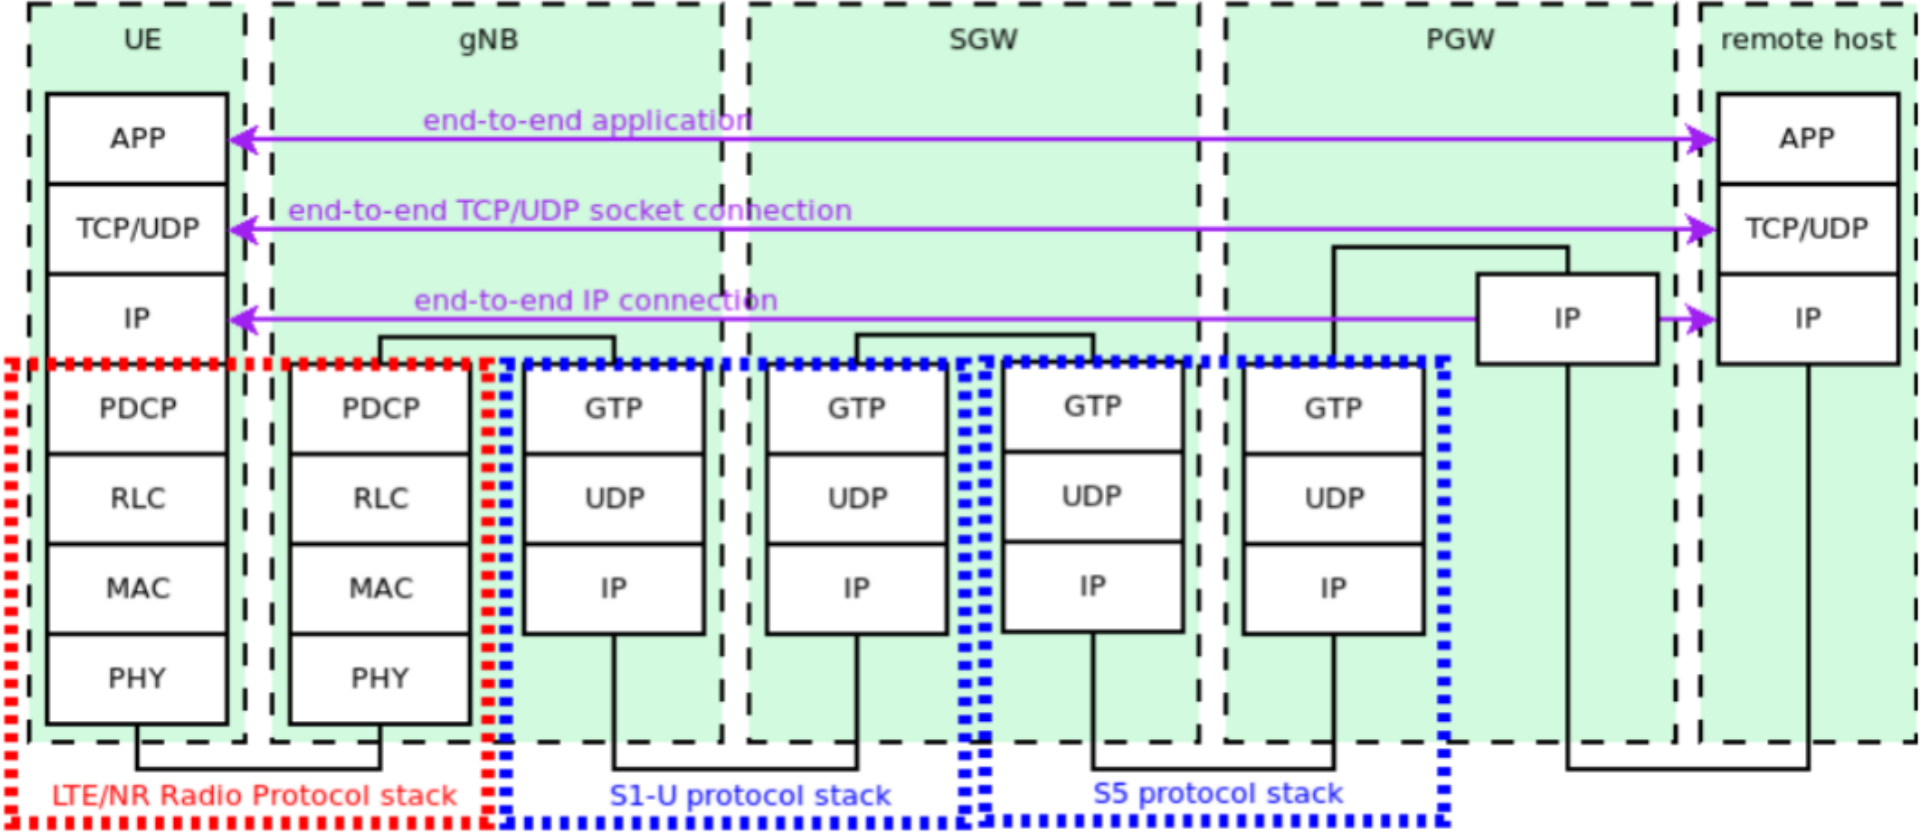 UE
gNB
SGW
PGW
remote host
end-to-end application
APP
APP
end-to-end TCP/UDP socket connection
TCP/UDP
TCP/UDP
end-to-end IP connection
IP
IP
IP
PDCP
PDCP
GTP
GTP
GTP
GTP
RLC
RLC
UDP
UDP
UDP
UDP
MAC
MAC
IP
IP
IP
IP
PHY
PHY
LTE/NR Radio Protocol stack
S1-U protocol stack
S5 protocol stack